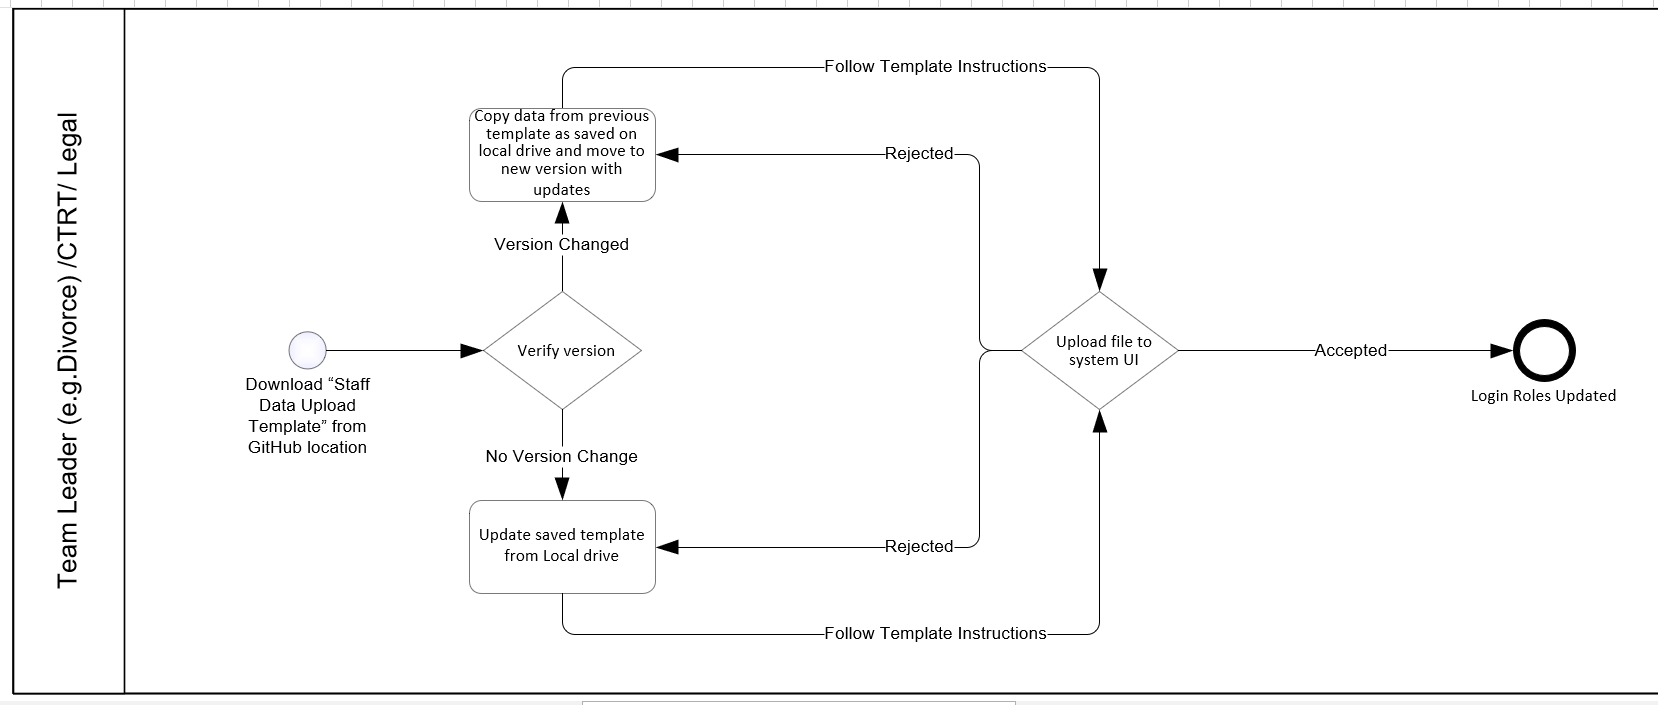 Team Leader (e.g.Divorce) /CTRT/ Legal
Follow Template Instructions
Copy data from previous
template as saved on
local drive and move to
new version with
updates
Rejected
Version Changed
Download “Staff
Data Upload
Template” from
GitHub location
Verify version
Upload file to
system UI
Accepted
Login Roles Updated
No Version Change
Update saved template
from Local drive
Rejected
Follow Template Instructions